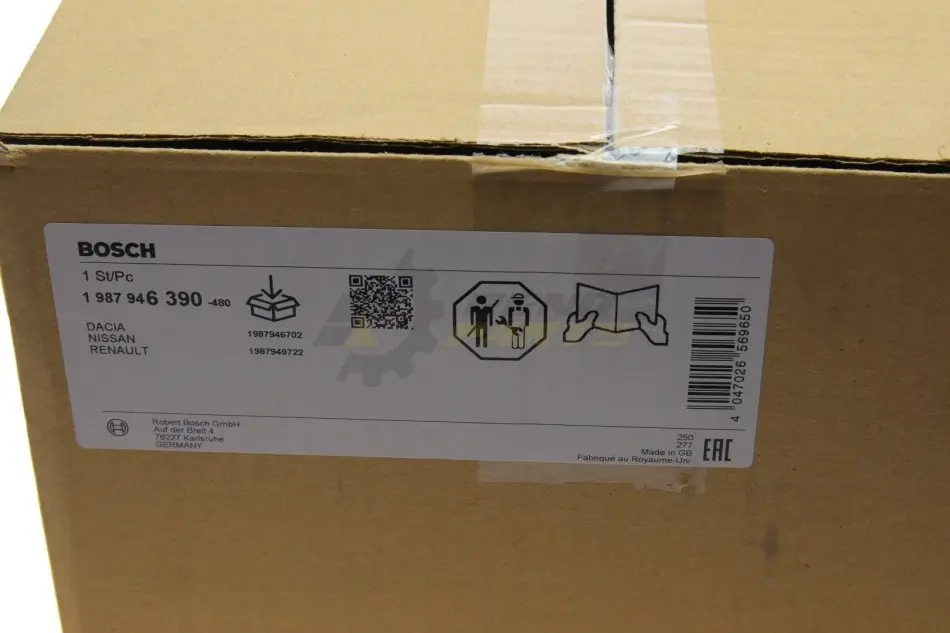 BOSCH
1 St/Pc
1 987 946 390 -480
DACIA
NISSAN
RENAULT
1987946702
1987949722
Robert Bosch GmbH
Auf der Breit 4
76227 Karlsruhe
GERMANY
250
277
Made in GB
Fabriqué au Royaume-Uni
EAC
4 047026 569650